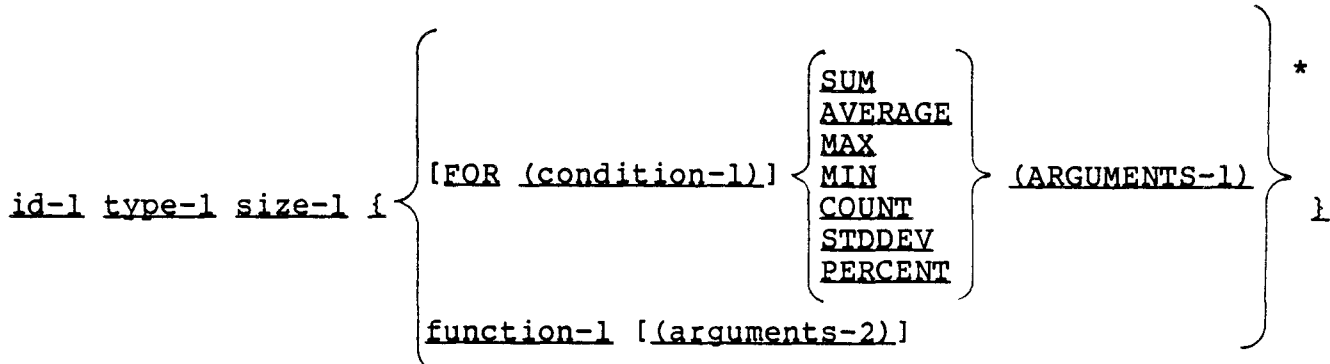 *
SUM
AVERAGE
MAX
id-1 type-1 size-1 { [FOR (condition-1)] MIN (ARGUMENTS-1) }
COUNT
STDDEV
PERCENT
function-1 [(arguments-2)]